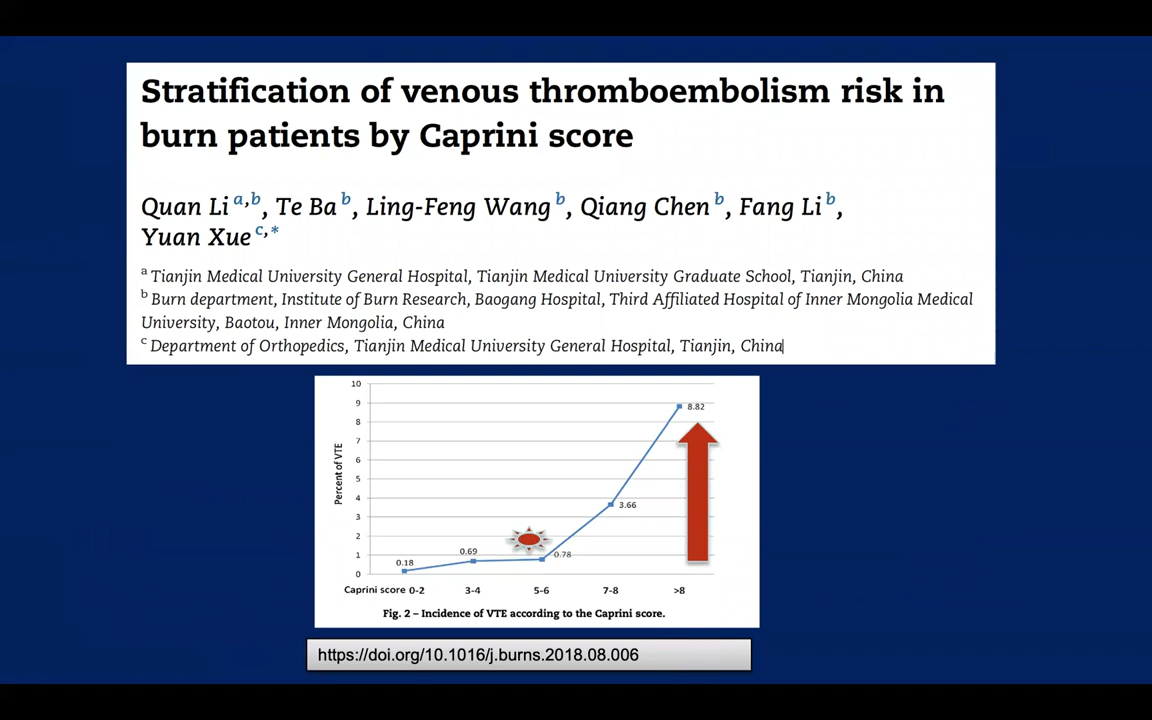 Stratification of venous thromboembolism risk in
burn patients by Caprini score
Quan Li a,b, Te Ba b, Ling-Feng Wang b, Qiang Chen b, Fang Li b,
Yuan Xue c,*
a Tianjin Medical University General Hospital, Tianjin Medical University Graduate School, Tianjin, China
b Burn department, Institute of Burn Research, Baogang Hospital, Third Affiliated Hospital of Inner Mongolia Medical
University, Baotou, Inner Mongolia, China
c Department of Orthopedics, Tianjin Medical University General Hospital, Tianjin, China
Percent of VTE
10
9
8
7
6
5
4
3
2
1
0
0.18
0.69
0.78
3.66
8.82
Caprini score 0-2 3-4 5-6 7-8 >8
Fig. 2 – Incidence of VTE according to the Caprini score.
https://doi.org/10.1016/j.burns.2018.08.006